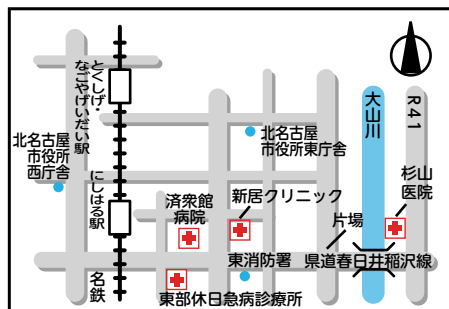 とくしげ・
なごやげいだい駅
北名古屋
市役所
西庁舎
にしはる駅
名鉄
済衆館
病院
新居クリニック
北名古屋
市役所東庁舎
大山川
R41
杉山
医院
片場
県道春日井稲沢線
東消防署
東部休日急病診療所